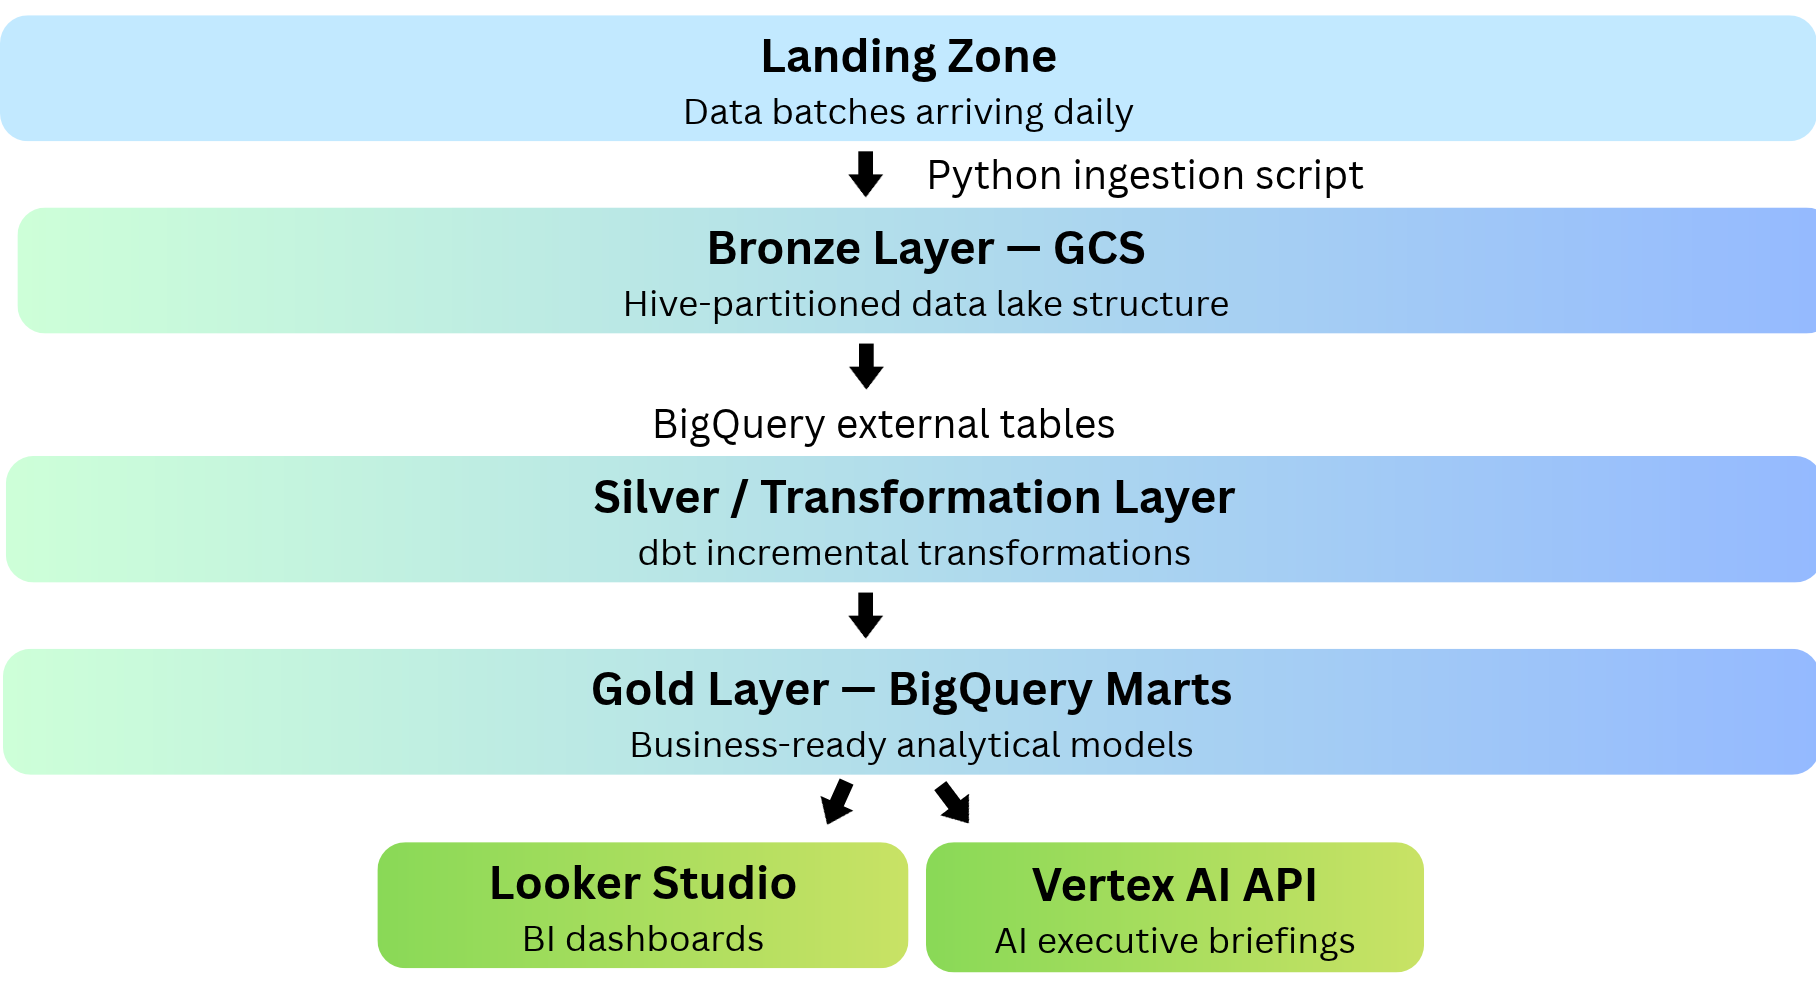 Landing Zone
Data batches arriving daily
Python ingestion script
Bronze Layer — GCS
Hive-partitioned data lake structure
BigQuery external tables
Silver / Transformation Layer
dbt incremental transformations
Gold Layer — BigQuery Marts
Business-ready analytical models
Looker Studio
BI dashboards
Vertex AI API
AI executive briefings